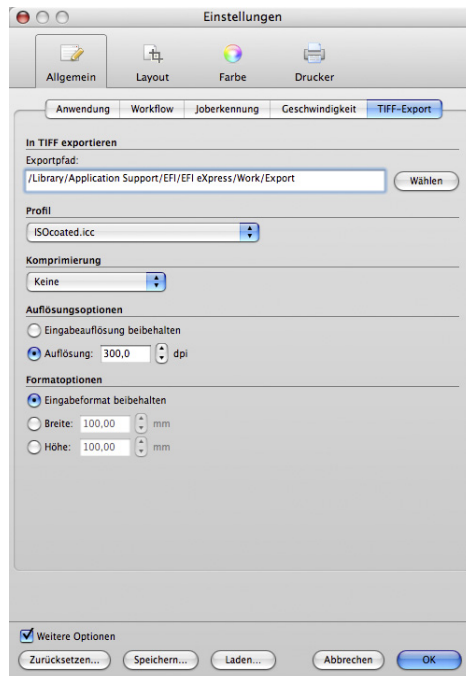 Einstellungen
Allgemein Layout Farbe Drucker
Anwendung Workflow Joberkennung Geschwindigkeit TIFF-Export
In TIFF exportieren
Exportpfad:
/Library/Application Support/EFI/EFI eXpress/Work/Export Wählen
Profil
ISOcoated.icc
Komprimierung
Keine
Auflösungsoptionen
Eingabeauflösung beibehalten
Auflösung: 300,0 dpi
Formatoptionen
Eingabeformat beibehalten
Breite: 100,00 mm
Höhe: 100,00 mm
Weitere Optionen
Zurücksetzen... Speichern... Laden... Abbrechen OK